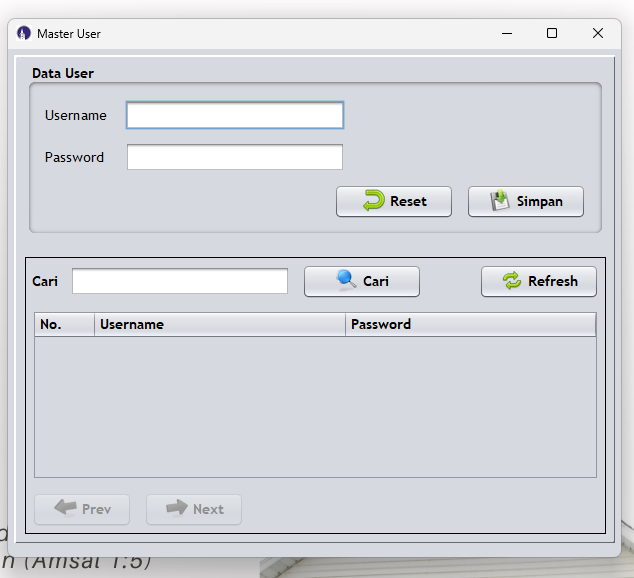 Master User
Data User
Username
Password
Reset Simpan
Cari Cari Refresh
No. Username Password
Prev Next
(Amsal 1:5)